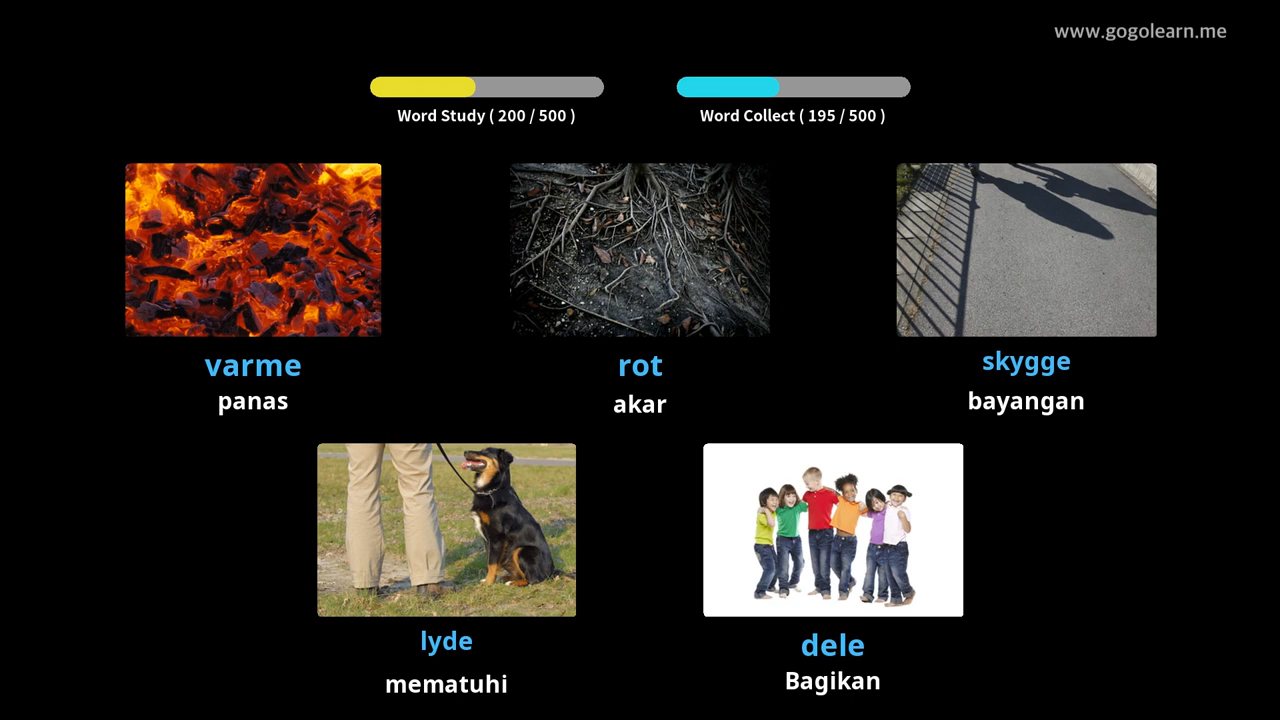 www.gogolearn.me
Word Study ( 200 / 500 )
Word Collect ( 195 / 500 )
varme
panas
rot
akar
skygge
bayangan
lyde
mematuhi
dele
Bagikan